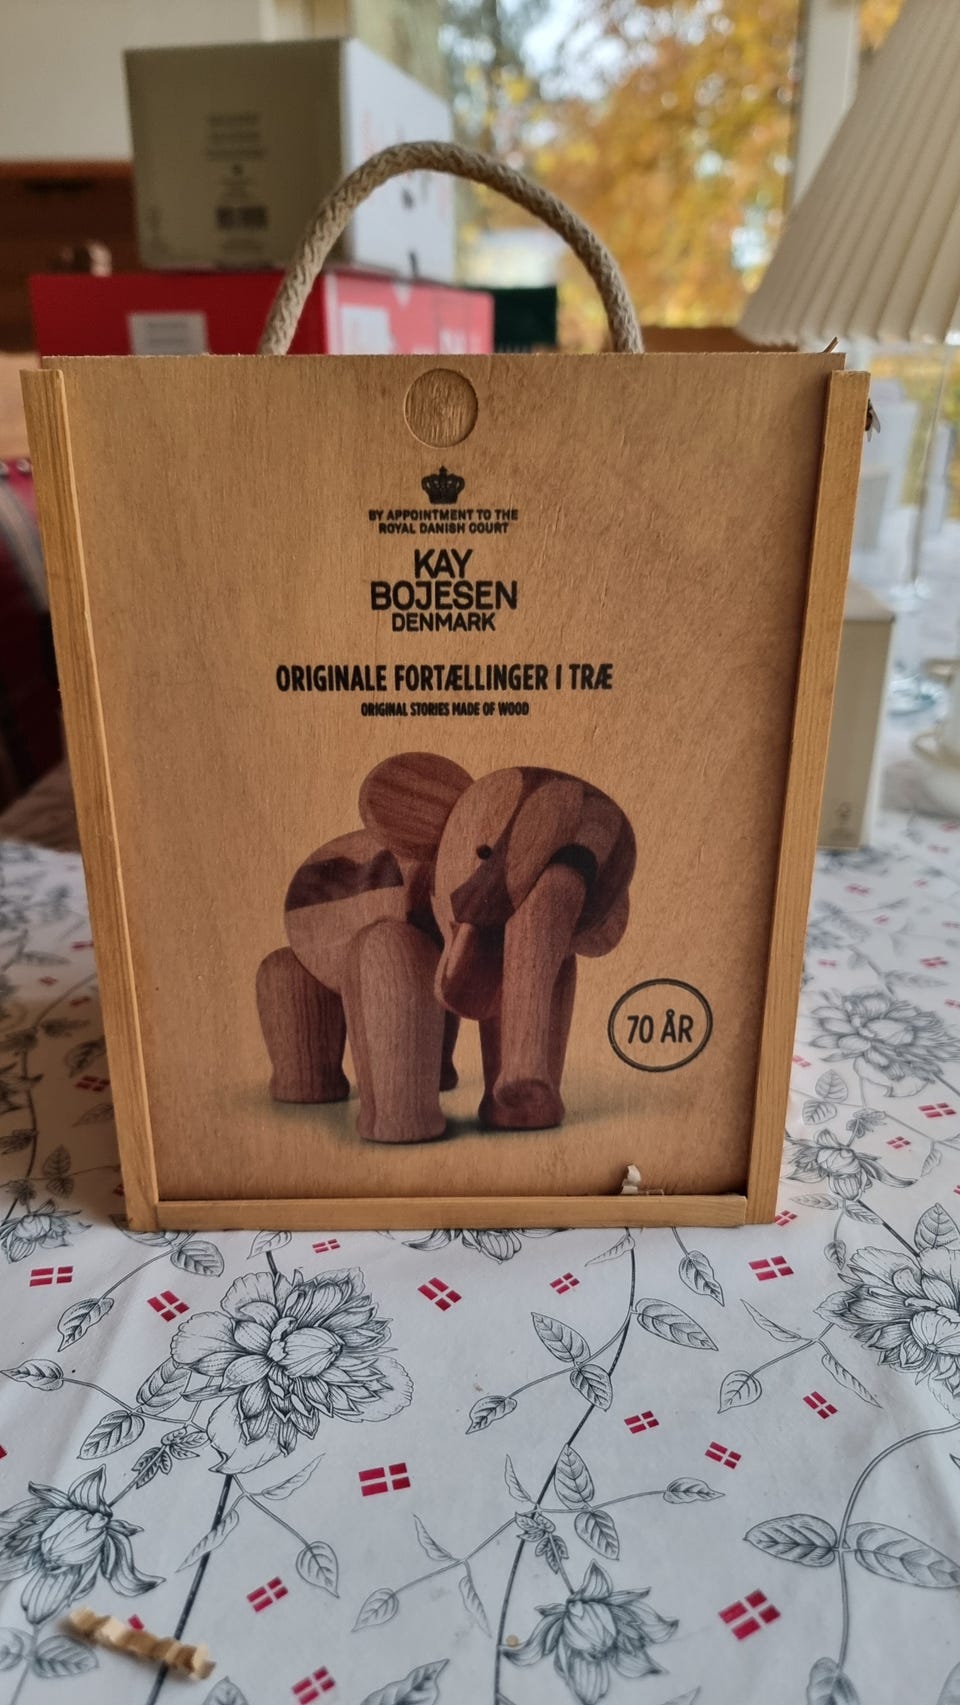 BY APPOINTMENT TO THE
ROYAL DANISH COURT
KAY
BOJESEN
DENMARK
ORIGINALE FORTÆLLINGER I TRÆ
ORIGINAL STORIES MADE OF WOOD
70 ÅR